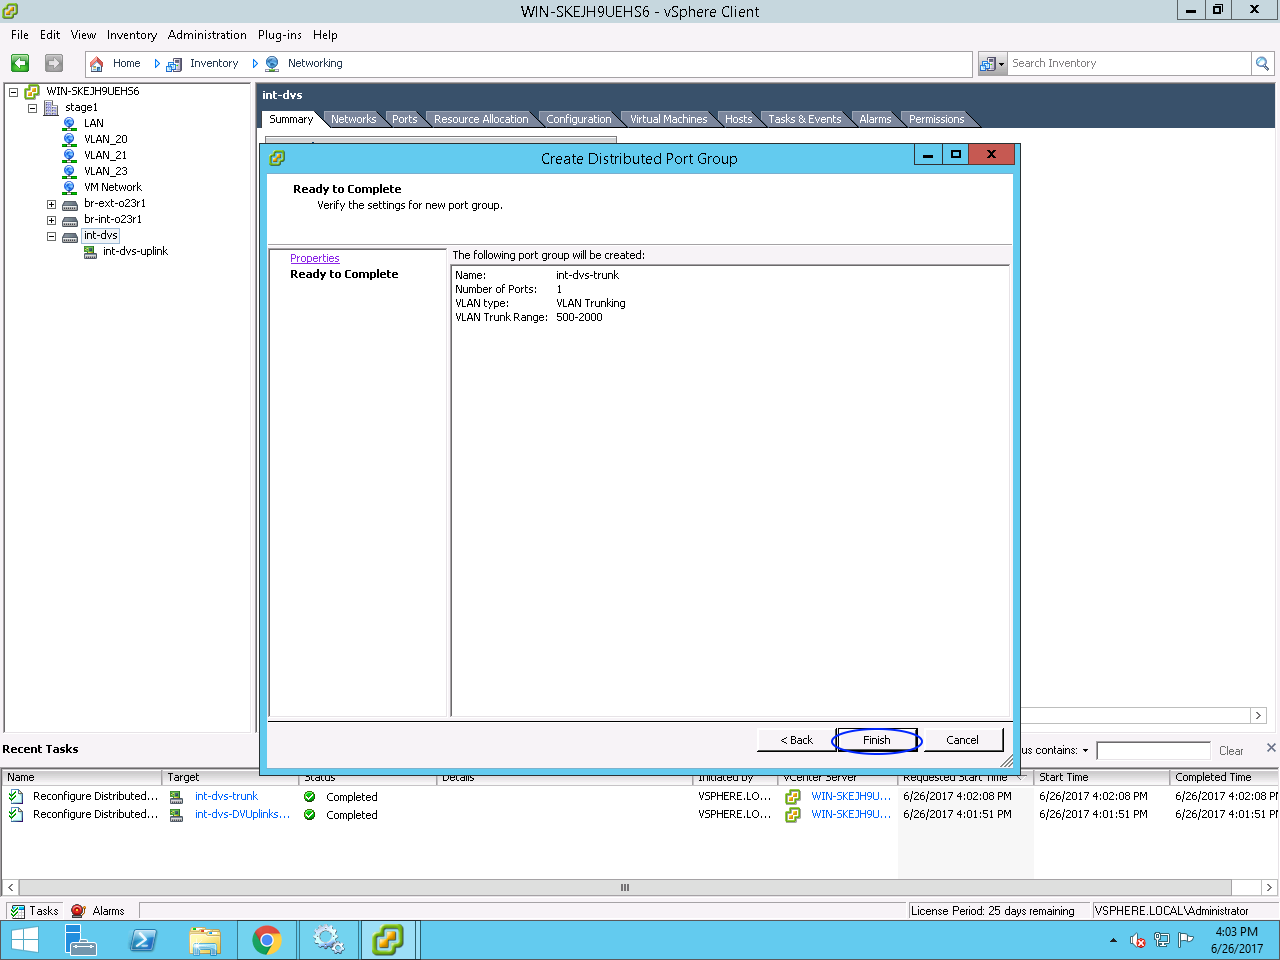 WIN-SKEJH9UEHS6 - vSphere Client
File Edit View Inventory Administration Plug-ins Help
Home Inventory Networking Search Inventory
WIN-SKEJH9UEHS6
stage1
LAN
VLAN_20
VLAN_21
VLAN_23
VM Network
br-ext-o23r1
br-int-o23r1
int-dvs
int-dvs-uplink
int-dvs
Summary Networks Ports Resource Allocation Configuration Virtual Machines Hosts Tasks & Events Alarms Permissions
Create Distributed Port Group
Ready to Complete
Verify the settings for new port group.
Properties
Ready to Complete
The following port group will be created:
Name: int-dvs-trunk
Number of Ports: 1
VLAN type: VLAN Trunking
VLAN Trunk Range: 500-2000
< Back Finish Cancel
Recent Tasks
us contains: Clear
Name Target Status Details Initiated by vCenter Server Requested Start Time Start Time Completed Time
Reconfigure Distributed... int-dvs-trunk Completed VSPHERE.LO... WIN-SKEJH9U... 6/26/2017 4:02:08 PM 6/26/2017 4:02:08 PM 6/26/2017 4:02:08 PM
Reconfigure Distributed... int-dvs-DVUplinks... Completed VSPHERE.LO... WIN-SKEJH9U... 6/26/2017 4:01:51 PM 6/26/2017 4:01:51 PM 6/26/2017 4:01:51 PM
Tasks Alarms License Period: 25 days remaining VSPHERE.LOCAL\Administrator
4:03 PM
6/26/2017